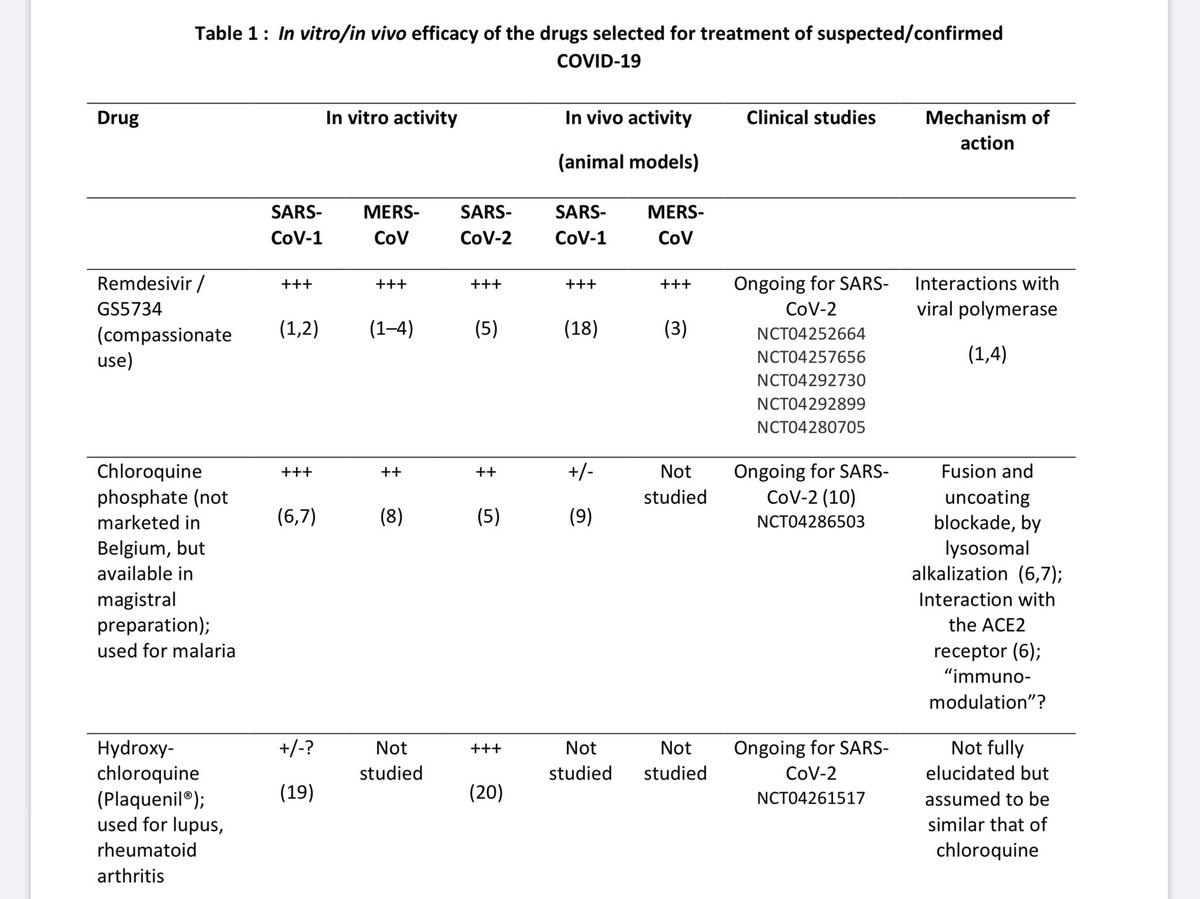 Table 1 : In vitro/in vivo efficacy of the drugs selected for treatment of suspected/confirmed
COVID-19
Drug In vitro activity In vivo activity Clinical studies Mechanism of
(animal models) action
SARS- MERS- SARS- SARS- MERS-
CoV-1 CoV CoV-2 CoV-1 CoV
Remdesivir / +++ +++ +++ +++ +++ Ongoing for SARS- Interactions with
GS5734 CoV-2 viral polymerase
(compassionate (1,2) (1–4) (5) (18) (3) NCT04252664
use) NCT04257656 (1,4)
NCT04292730
NCT04292899
NCT04280705
Chloroquine +++ ++ ++ +/- Not Ongoing for SARS- Fusion and
phosphate (not studied CoV-2 (10) uncoating
marketed in (6,7) (8) (5) (9) NCT04286503 blockade, by
Belgium, but lysosomal
available in alkalization (6,7);
magistral Interaction with
preparation); the ACE2
used for malaria receptor (6);
“immuno-
modulation”?
Hydroxy- +/-? Not +++ Not Not Ongoing for SARS- Not fully
chloroquine studied studied studied CoV-2 elucidated but
(Plaquenil®); (19) (20) NCT04261517 assumed to be
used for lupus, similar that of
rheumatoid chloroquine
arthritis